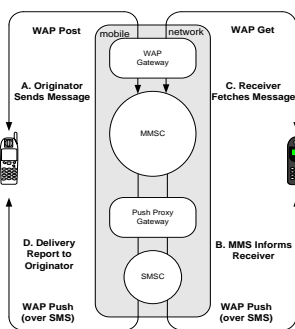 WAP Post
mobile
network
WAP Get
WAP
Gateway
A. Originator
Sends Message
C. Receiver
Fetches Message
MMSC
Push Proxy
Gateway
D. Delivery
Report to
Originator
B. MMS Informs
Receiver
SMSC
WAP Push
(over SMS)
WAP Push
(over SMS)